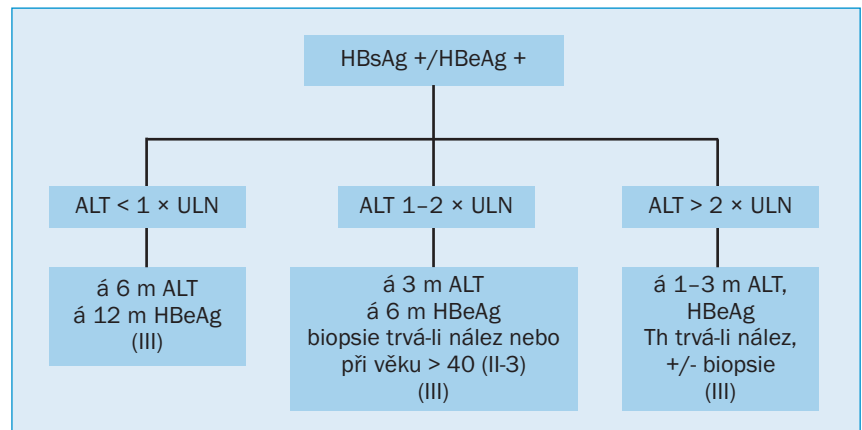 HBsAg +/HBeAg +
ALT < 1 × ULN
ALT 1–2 × ULN
ALT > 2 × ULN
á 6 m ALT
á 12 m HBeAg
(III)
á 3 m ALT
á 6 m HBeAg
biopsie trvá-li nález nebo
při věku > 40 (II-3)
(III)
á 1–3 m ALT,
HBeAg
Th trvá-li nález,
+/- biopsie
(III)